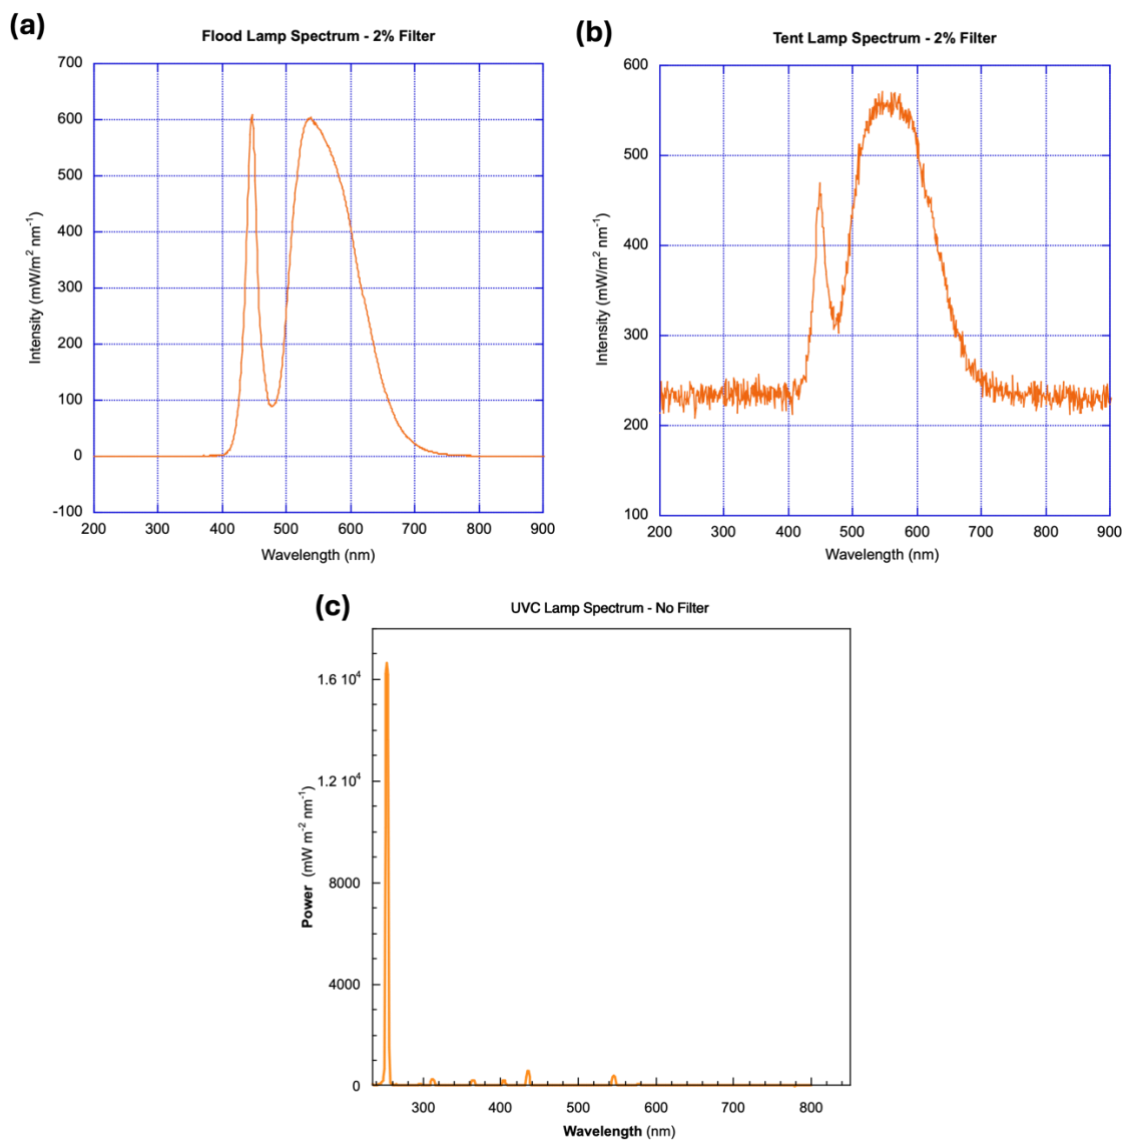 (a)
Flood Lamp Spectrum - 2% Filter
700
600
500
400
300
200
100
0
-100
Intensity (mW/m² nm⁻¹)
200 300 400 500 600 700 800 900
Wavelength (nm)
(b)
Tent Lamp Spectrum - 2% Filter
600
500
400
300
200
100
Intensity (mW/m² nm⁻¹)
200 300 400 500 600 700 800 900
Wavelength (nm)
(c)
UVC Lamp Spectrum - No Filter
1.6 10⁴
1.2 10⁴
8000
4000
0
Power (mW m⁻² nm⁻¹)
300 400 500 600 700 800
Wavelength (nm)